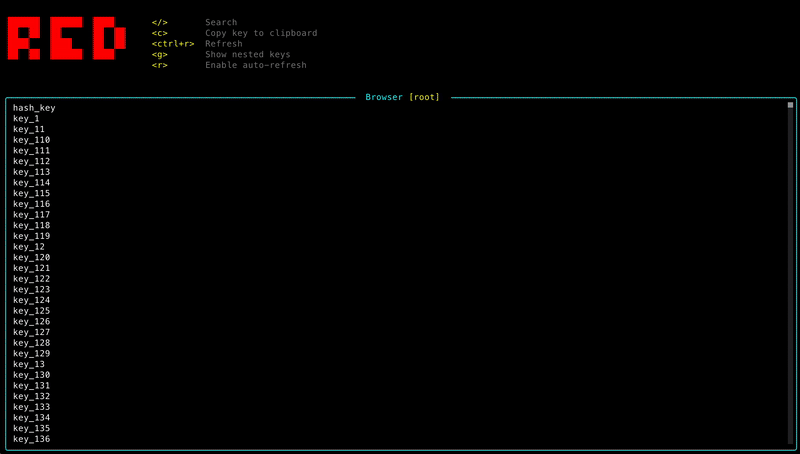 RED
</> Search
<c> Copy key to clipboard
<ctrl+r> Refresh
<g> Show nested keys
<r> Enable auto-refresh
Browser [root]
hash_key
key_1
key_11
key_110
key_111
key_112
key_113
key_114
key_115
key_116
key_117
key_118
key_119
key_12
key_120
key_121
key_122
key_123
key_124
key_125
key_126
key_127
key_128
key_129
key_13
key_130
key_131
key_132
key_133
key_134
key_135
key_136